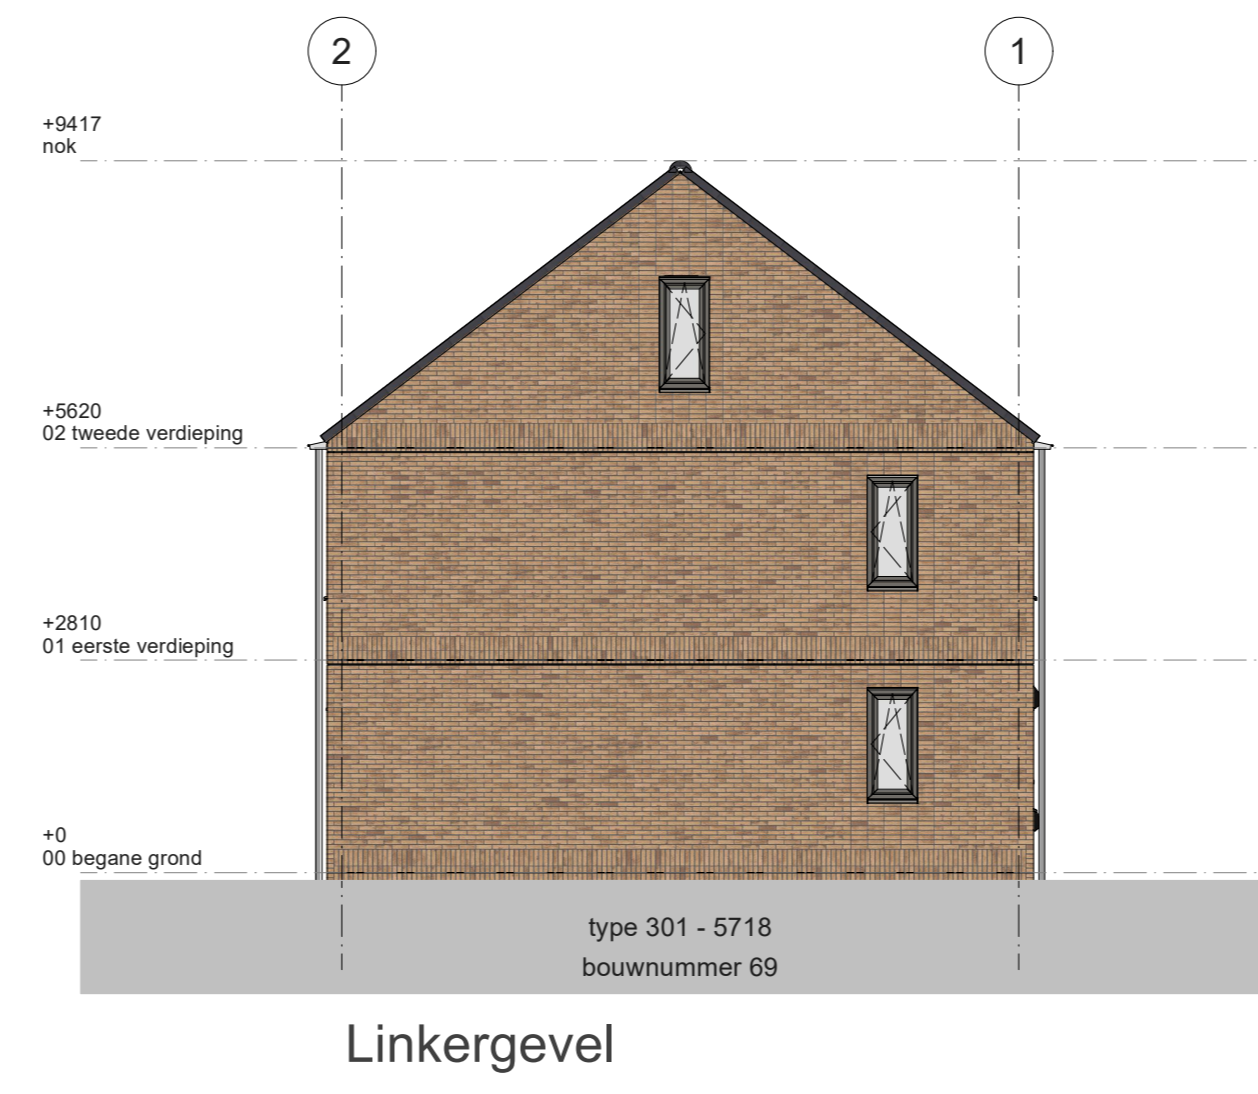 2
1
+9417
nok
+5620
02 tweede verdieping
+2810
01 eerste verdieping
+0
00 begane grond
type 301 - 5718
bouwnummer 69
Linkergevel